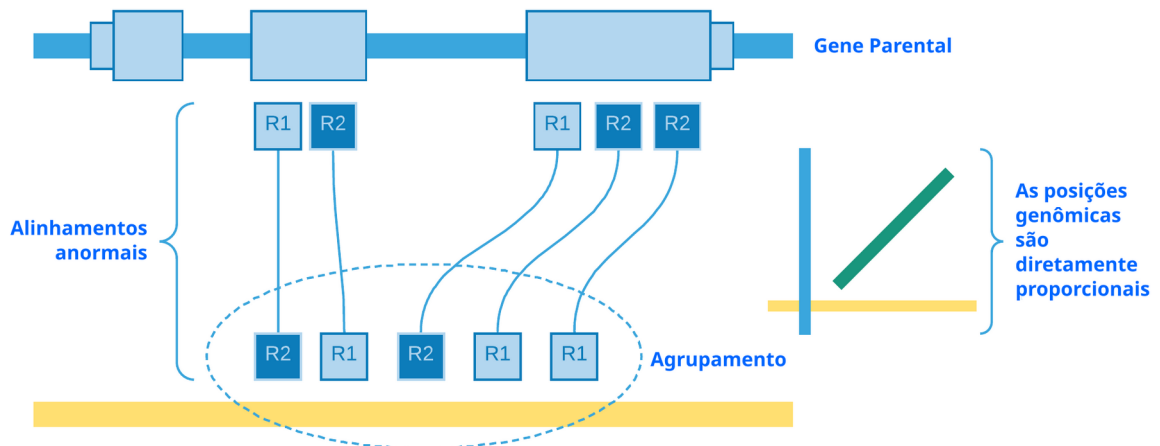 Gene Parental
R1 R2 R1 R2 R2
Alinhamentos
anormais
As posições
genômicas
são
diretamente
proporcionais
R2 R1 R2 R1 R1
Agrupamento